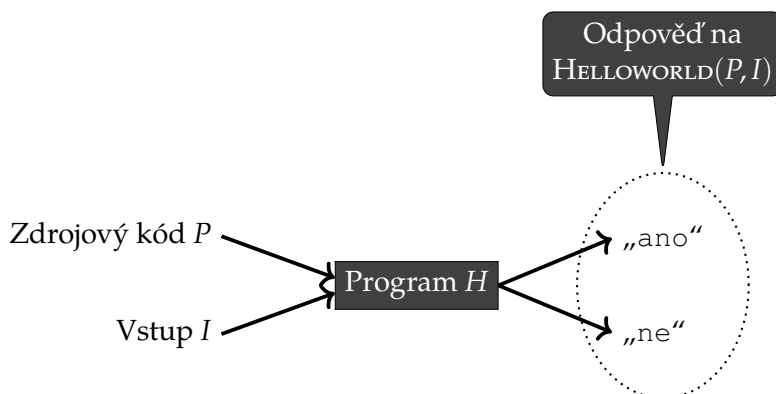 Odpověď na
HELLOWORLD(P, I)
Zdrojový kód P
„ano“
Program H
Vstup I
„ne“